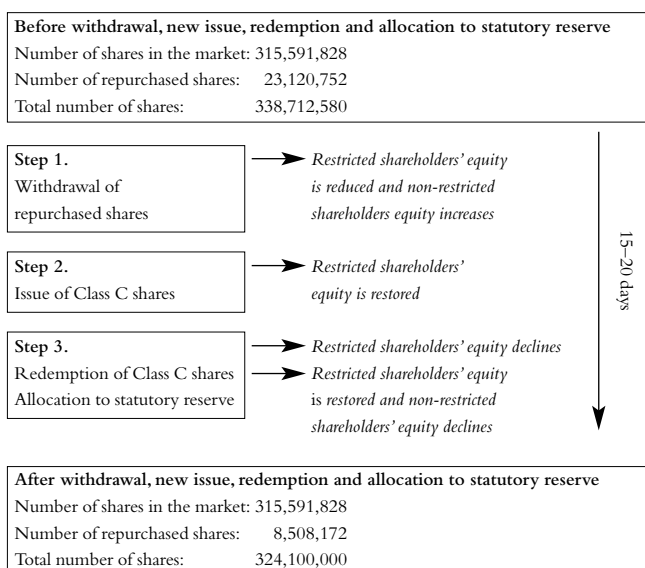 Before withdrawal, new issue, redemption and allocation to statutory reserve
Number of shares in the market: 315,591,828
Number of repurchased shares: 23,120,752
Total number of shares: 338,712,580
Step 1.
Withdrawal of
repurchased shares
Restricted shareholders’ equity
is reduced and non-restricted
shareholders equity increases
Step 2.
Issue of Class C shares
Restricted shareholders’
equity is restored
Step 3.
Redemption of Class C shares
Allocation to statutory reserve
Restricted shareholders’ equity declines
Restricted shareholders’ equity
is restored and non-restricted
shareholders’ equity declines
15–20 days
After withdrawal, new issue, redemption and allocation to statutory reserve
Number of shares in the market: 315,591,828
Number of repurchased shares: 8,508,172
Total number of shares: 324,100,000